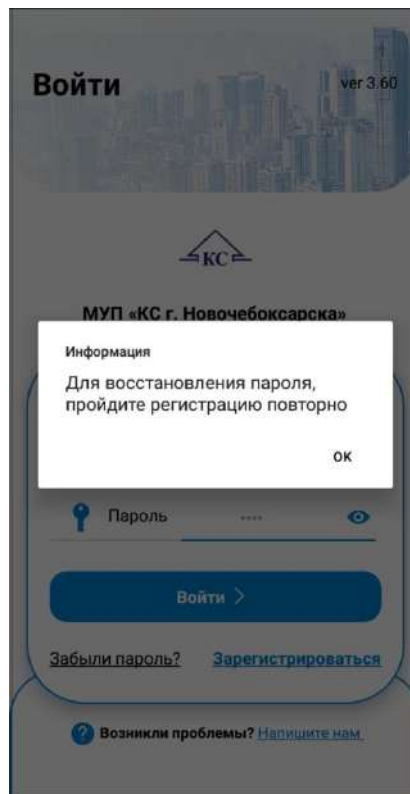 Войти
ver 3.60
КС
МУП «КС г. Новочебоксарска»
Информация
Для восстановления пароля,
пройдите регистрацию повторно
ОК
Пароль ····
Войти
Забыли пароль? Зарегистрироваться
Возникли проблемы? Напишите нам